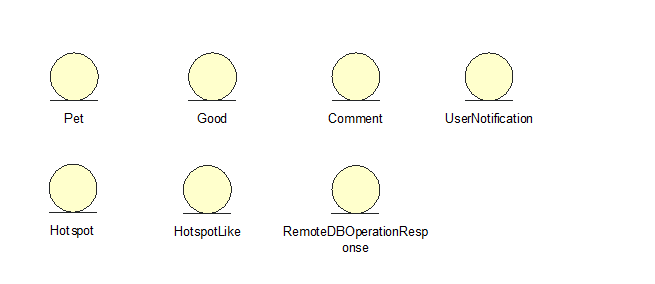 Pet
Good
Comment
UserNotification
Hotspot
HotspotLike
RemoteDBOperationResp
onse